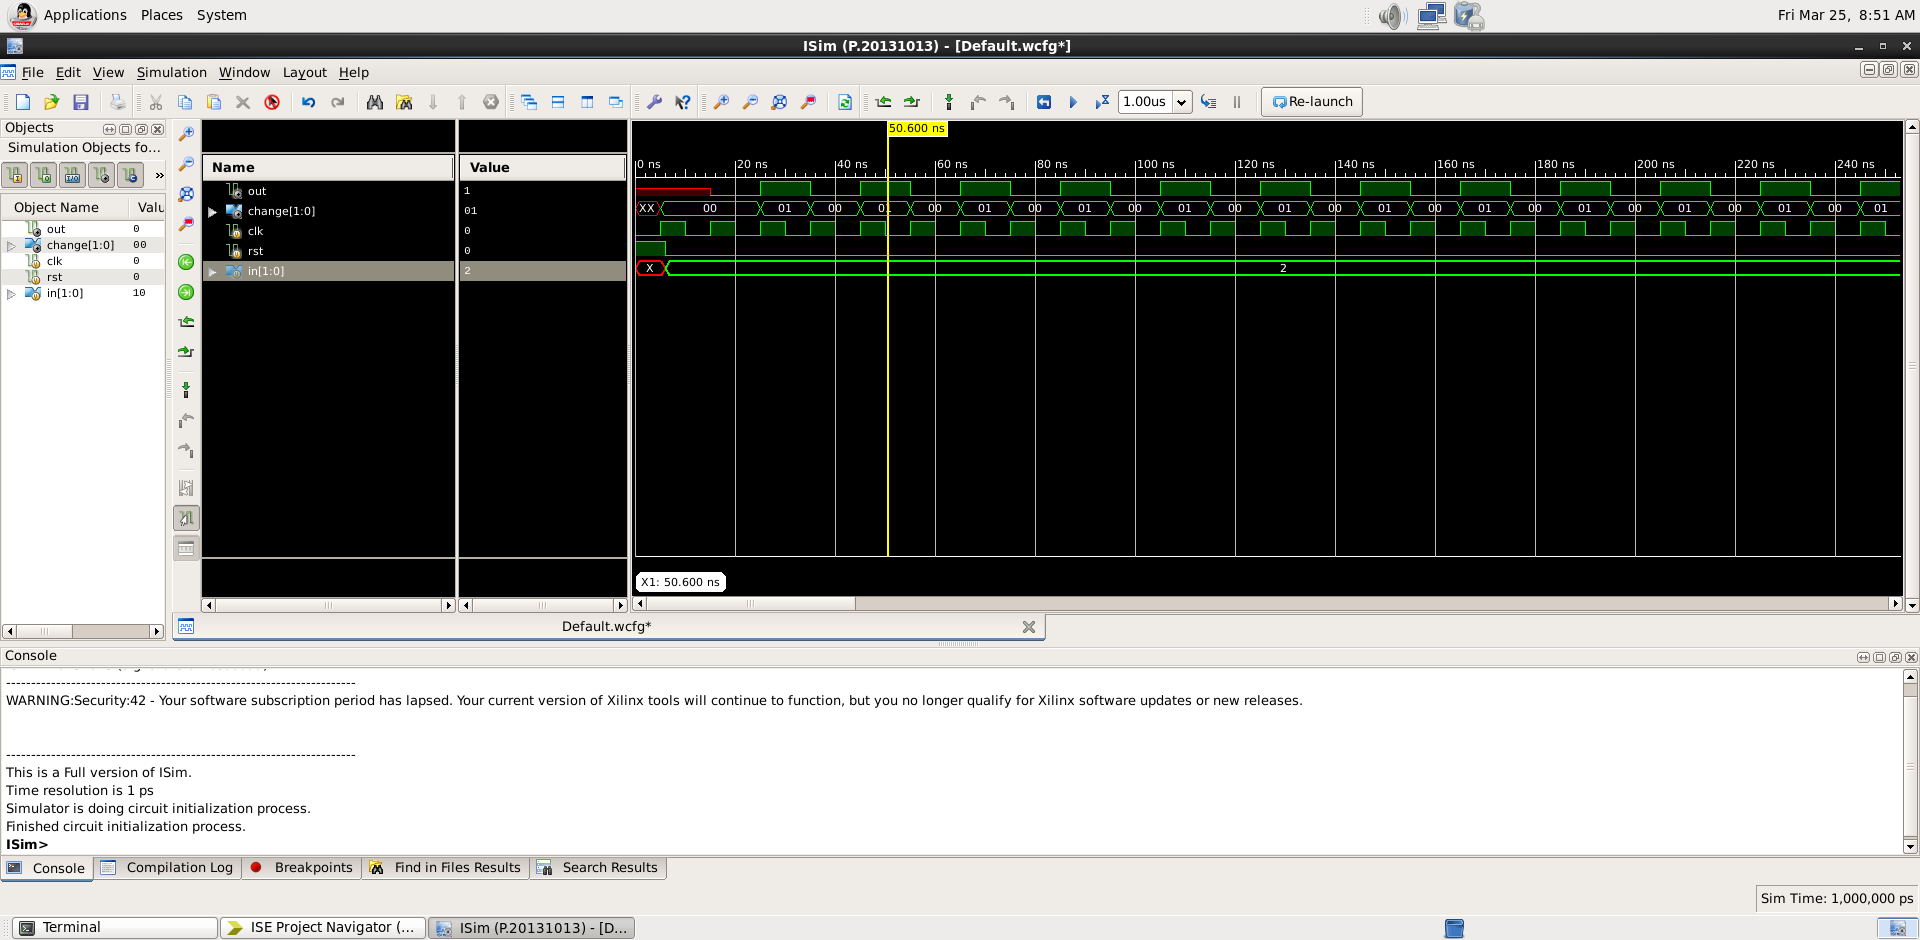 Applications Places System
Fri Mar 25, 8:51 AM
ISim (P.20131013) - [Default.wcfg*]
File Edit View Simulation Window Layout Help
1.00us
Re-launch
Objects
Simulation Objects fo...
»
Object Name Valu
out 0
change[1:0] 00
clk 0
rst 0
in[1:0] 10
Name Value
out 1
change[1:0] 01
clk 0
rst 0
in[1:0] 2
50.600 ns
0 ns 20 ns 40 ns 60 ns 80 ns 100 ns 120 ns 140 ns 160 ns 180 ns 200 ns 220 ns 240 ns
XX 00 01 00 01 00 01 00 01 00 01 00 01 00 01 00 01 00 01 00 01 00 01 00 01
X 2
X1: 50.600 ns
Default.wcfg*
Console
------------------------------------------------------------------------
WARNING:Security:42 - Your software subscription period has lapsed. Your current version of Xilinx tools will continue to function, but you no longer qualify for Xilinx software updates or new releases.
------------------------------------------------------------------------
This is a Full version of ISim.
Time resolution is 1 ps
Simulator is doing circuit initialization process.
Finished circuit initialization process.
ISim>
Console Compilation Log Breakpoints Find in Files Results Search Results
Sim Time: 1,000,000 ps
Terminal ISE Project Navigator (... ISim (P.20131013) - [D...